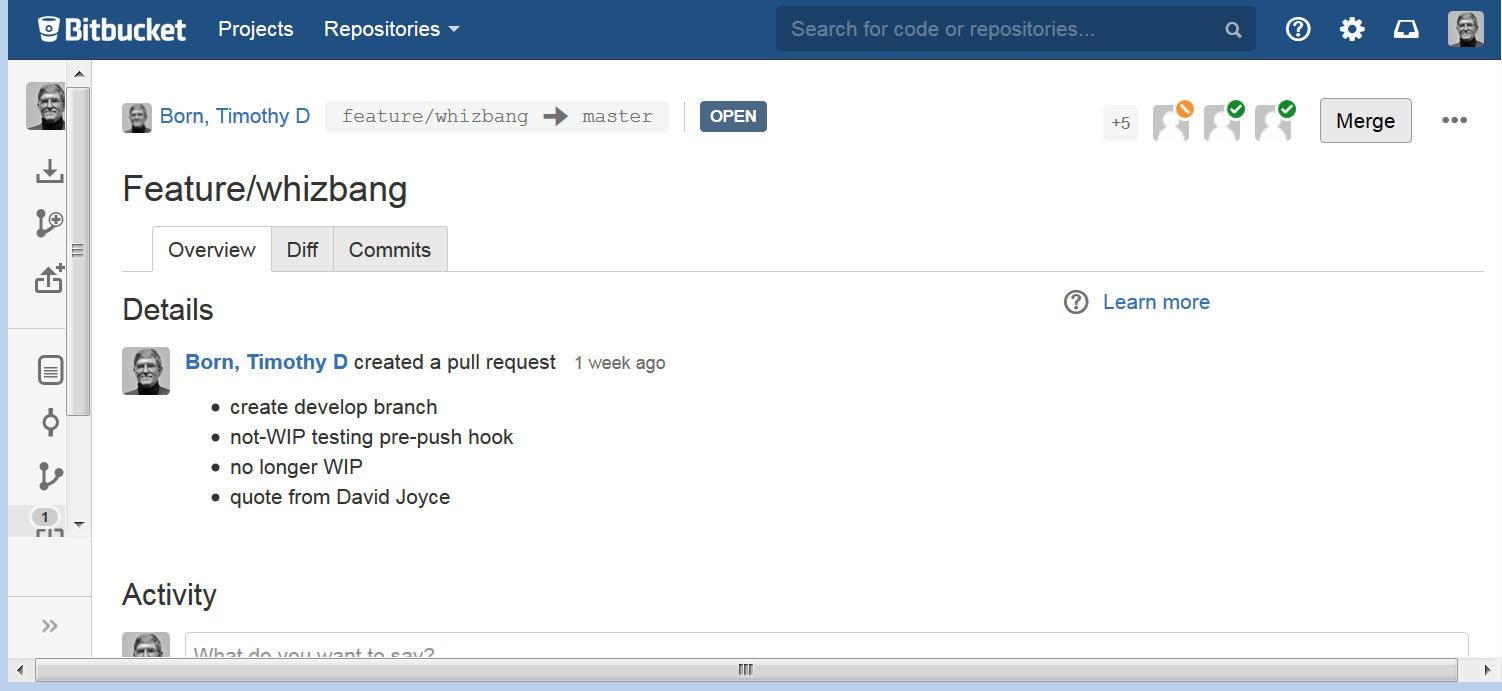 Bitbucket Projects Repositories Search for code or repositories...
Born, Timothy D feature/whizbang master OPEN +5 Merge
Feature/whizbang
Overview Diff Commits
Details Learn more
Born, Timothy D created a pull request 1 week ago
create develop branch
not-WIP testing pre-push hook
no longer WIP
quote from David Joyce
1
Activity
What do you want to say?